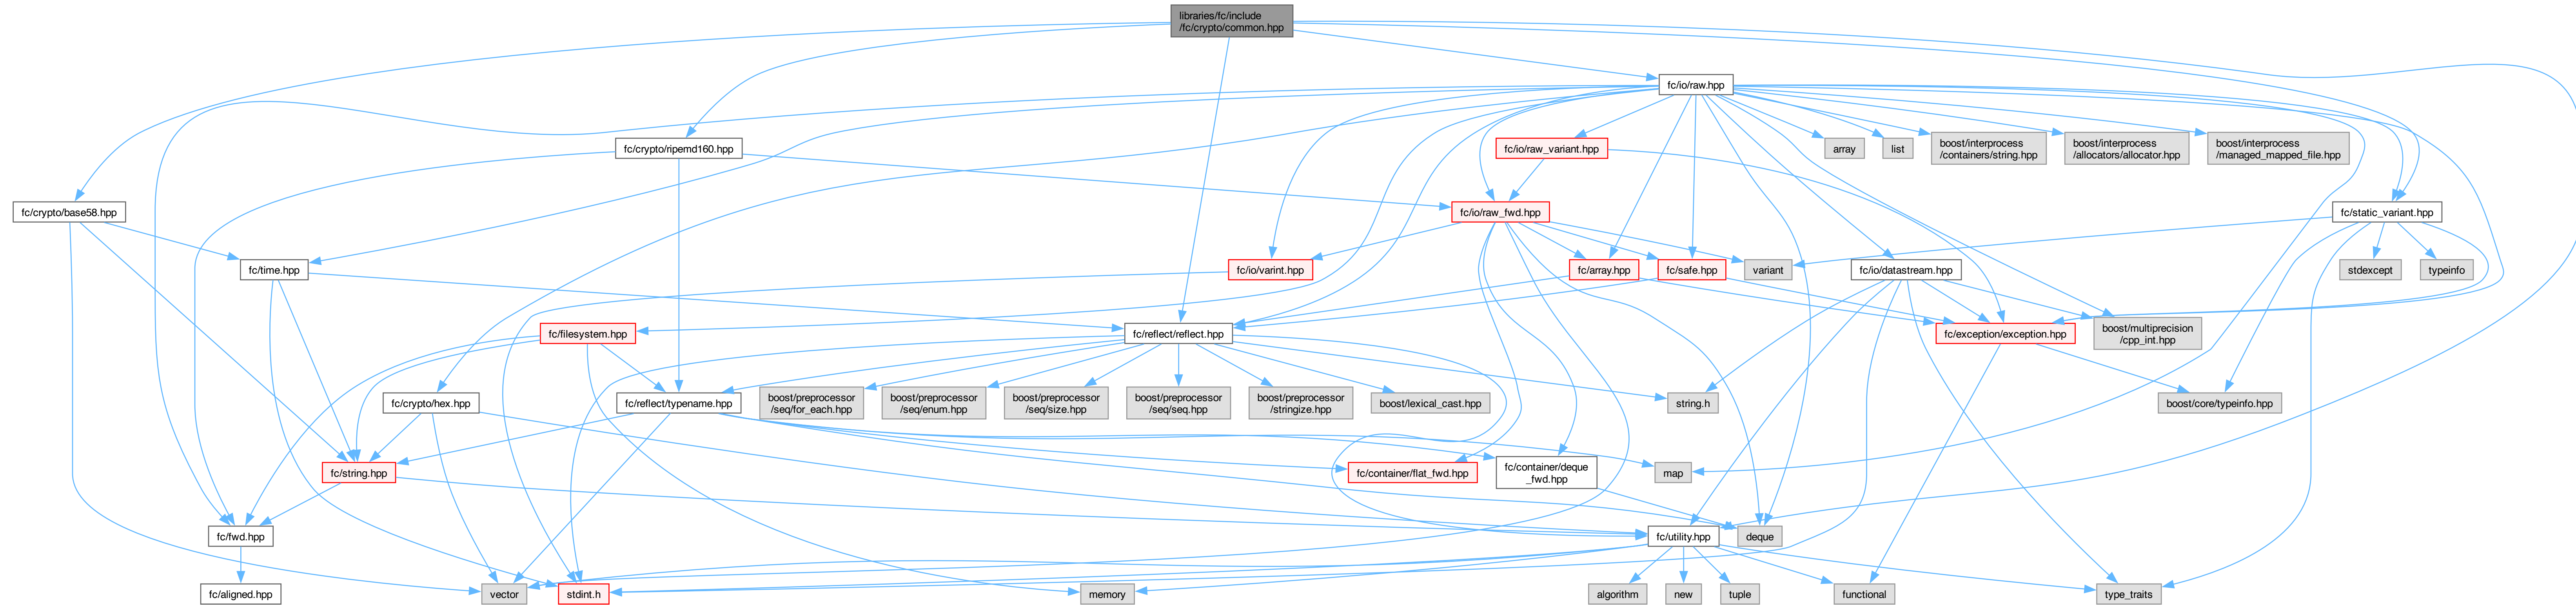 libraries/fc/include
/fc/crypto/common.hpp
fc/io/raw.hpp
fc/crypto/ripemd160.hpp
fc/io/raw_variant.hpp
array
list
boost/interprocess
/containers/string.hpp
boost/interprocess
/allocators/allocator.hpp
boost/interprocess
/managed_mapped_file.hpp
fc/crypto/base58.hpp
fc/io/raw_fwd.hpp
fc/static_variant.hpp
fc/time.hpp
fc/io/varint.hpp
fc/array.hpp
fc/safe.hpp
variant
fc/io/datastream.hpp
stdexcept
typeinfo
fc/filesystem.hpp
fc/reflect/reflect.hpp
fc/exception/exception.hpp
boost/multiprecision
/cpp_int.hpp
fc/crypto/hex.hpp
fc/reflect/typename.hpp
boost/preprocessor
/seq/for_each.hpp
boost/preprocessor
/seq/enum.hpp
boost/preprocessor
/seq/size.hpp
boost/preprocessor
/seq/seq.hpp
boost/preprocessor
/stringize.hpp
boost/lexical_cast.hpp
string.h
boost/core/typeinfo.hpp
fc/string.hpp
fc/container/flat_fwd.hpp
fc/container/deque
_fwd.hpp
map
fc/fwd.hpp
fc/utility.hpp
deque
fc/aligned.hpp
vector
stdint.h
memory
algorithm
new
tuple
functional
type_traits